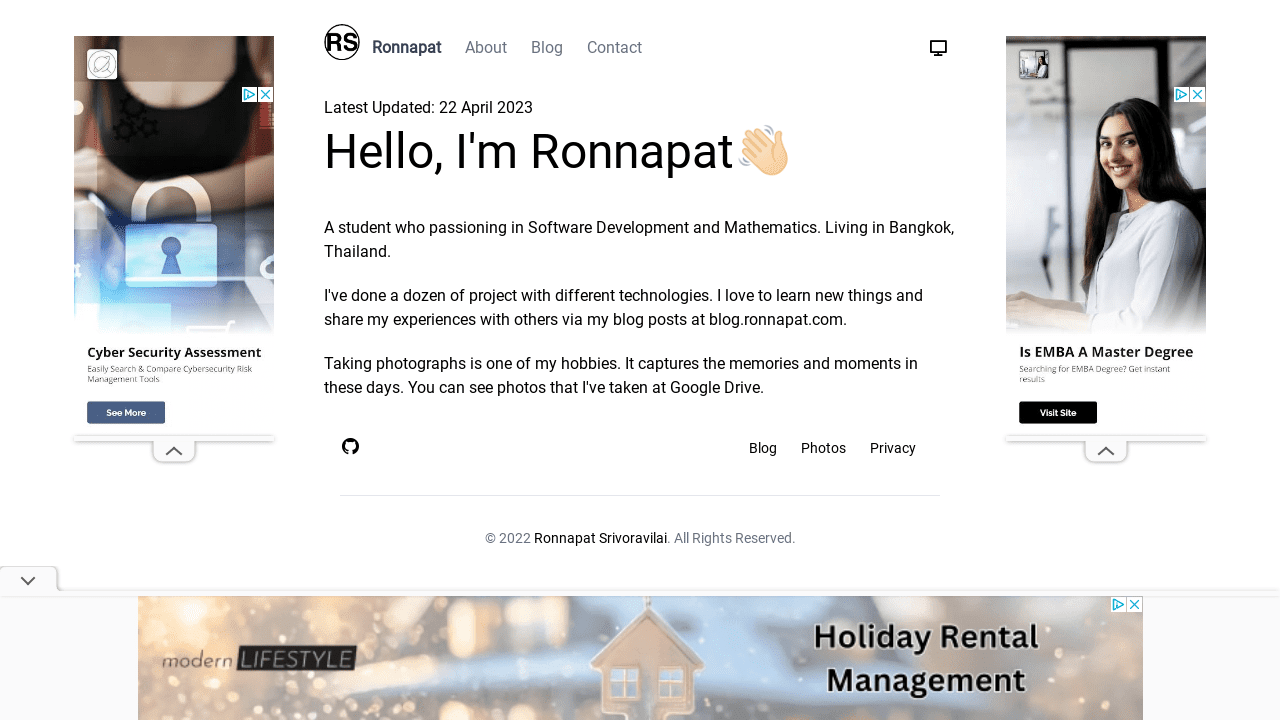 RS
Ronnapat About Blog Contact
Latest Updated: 22 April 2023
Hello, I'm Ronnapat👋🏻
A student who passioning in Software Development and Mathematics. Living in Bangkok,
Thailand.
I've done a dozen of project with different technologies. I love to learn new things and
share my experiences with others via my blog posts at blog.ronnapat.com.
Taking photographs is one of my hobbies. It captures the memories and moments in
these days. You can see photos that I've taken at Google Drive.
Blog Photos Privacy
© 2022 Ronnapat Srivoravilai. All Rights Reserved.
Cyber Security Assessment
Easily Search & Compare Cybersecurity Risk
Management Tools
See More
Is EMBA A Master Degree
Searching for EMBA Degree? Get instant
results
Visit Site
modern LIFESTYLE
Holiday Rental
Management